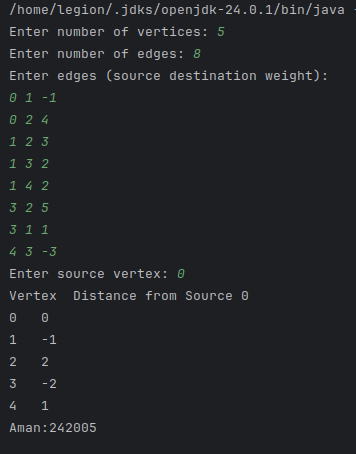 /home/legion/.jdks/openjdk-24.0.1/bin/java
Enter number of vertices: 5
Enter number of edges: 8
Enter edges (source destination weight):
0 1 -1
0 2 4
1 2 3
1 3 2
1 4 2
3 2 5
3 1 1
4 3 -3
Enter source vertex: 0
Vertex  Distance from Source 0
0   0
1   -1
2   2
3   -2
4   1
Aman:242005